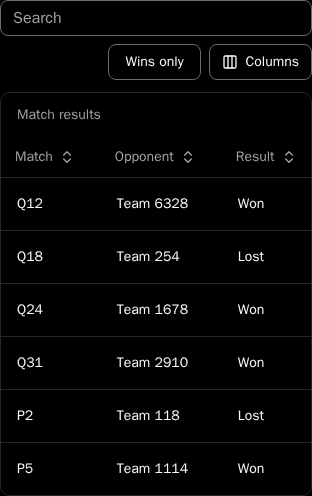 Search
Wins only Columns
Match results
Match Opponent Result
Q12 Team 6328 Won
Q18 Team 254 Lost
Q24 Team 1678 Won
Q31 Team 2910 Won
P2 Team 118 Lost
P5 Team 1114 Won